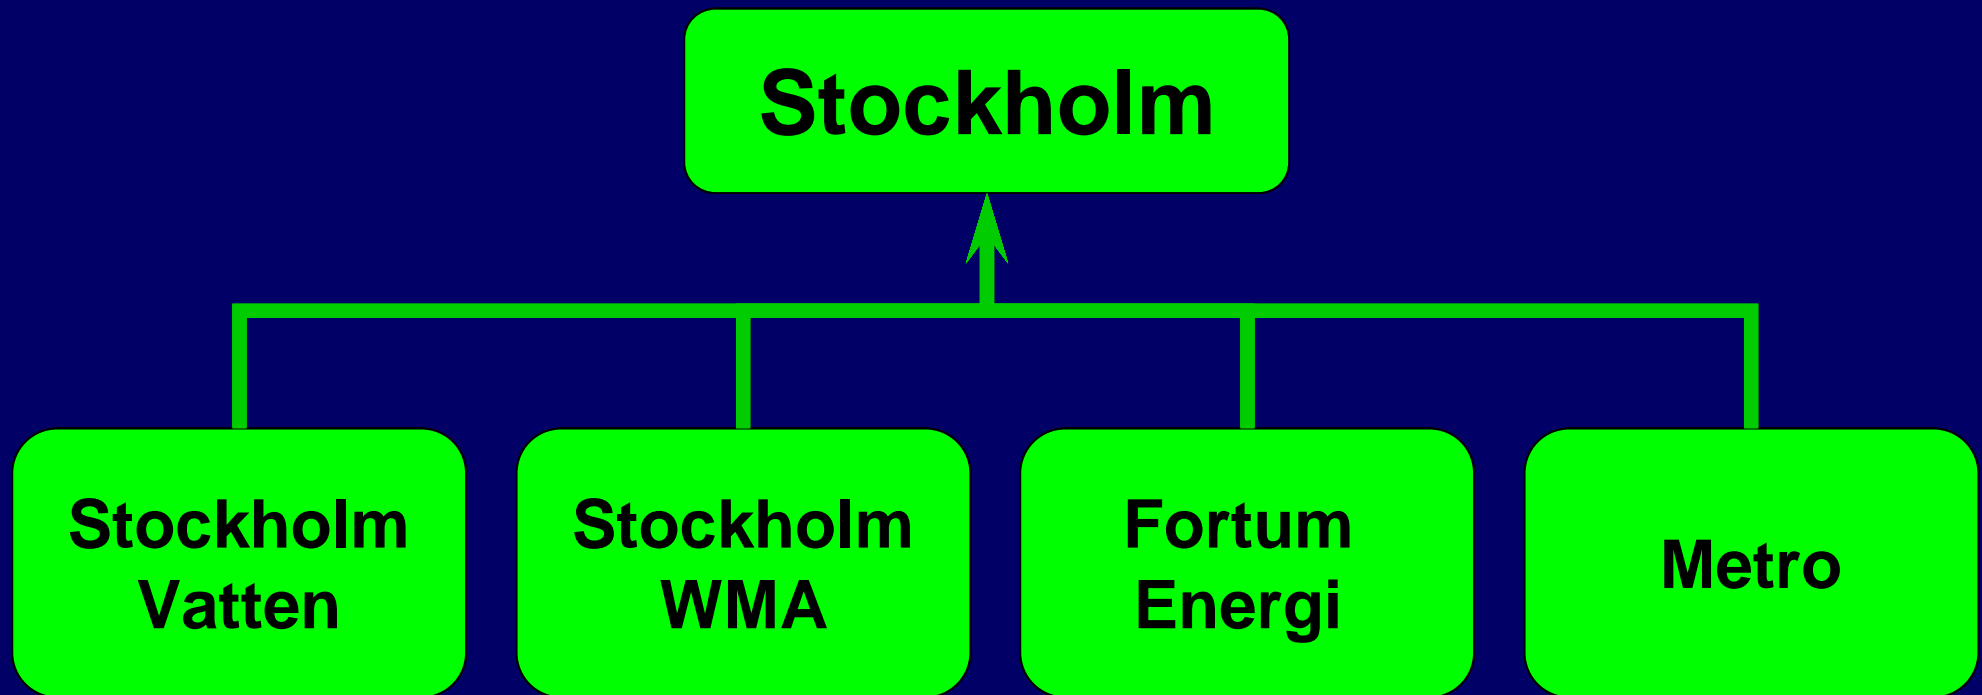 Stockholm
Stockholm
Vatten
Stockholm
WMA
Fortum
Energi
Metro